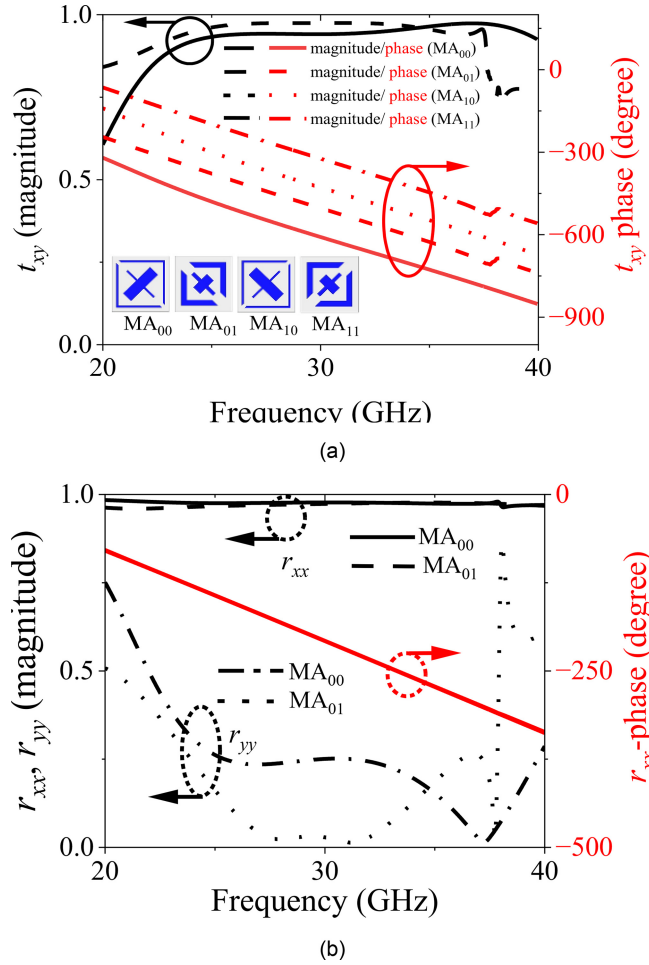 1.0
0.5
0.0
t_xy (magnitude)
magnitude/phase (MA₀₀)
magnitude/ phase (MA₀₁)
magnitude/ phase (MA₁₀)
magnitude/ phase (MA₁₁)
0
−300
−600
−900
t_xy phase (degree)
MA₀₀ MA₀₁ MA₁₀ MA₁₁
20 30 40
Frequency (GHz)
(a)
1.0
0.5
0.0
r_xx, r_yy (magnitude)
r_xx
MA₀₀
MA₀₁
MA₀₀
MA₀₁
r_yy
0
−250
−500
r_xx-phase (degree)
20 30 40
Frequency (GHz)
(b)